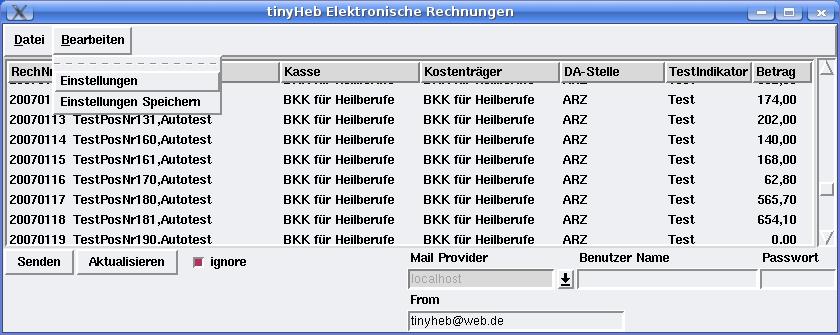 tinyHeb Elektronische Rechnungen
Datei Bearbeiten
Einstellungen
Einstellungen Speichern
RechNr Kasse Kostenträger DA-Stelle TestIndikator Betrag
2007011 BKK für Heilberufe BKK für Heilberufe ARZ Test 174,00
20070113 TestPosNr131,Autotest BKK für Heilberufe BKK für Heilberufe ARZ Test 202,00
20070114 TestPosNr160,Autotest BKK für Heilberufe BKK für Heilberufe ARZ Test 140,00
20070115 TestPosNr161,Autotest BKK für Heilberufe BKK für Heilberufe ARZ Test 168,00
20070116 TestPosNr170,Autotest BKK für Heilberufe BKK für Heilberufe ARZ Test 62,80
20070117 TestPosNr180,Autotest BKK für Heilberufe BKK für Heilberufe ARZ Test 565,70
20070118 TestPosNr181,Autotest BKK für Heilberufe BKK für Heilberufe ARZ Test 654,10
20070119 TestPosNr190,Autotest BKK für Heilberufe BKK für Heilberufe ARZ Test 0.00
Senden Aktualisieren ignore
Mail Provider Benutzer Name Passwort
localhost
From
tinyheb@web.de